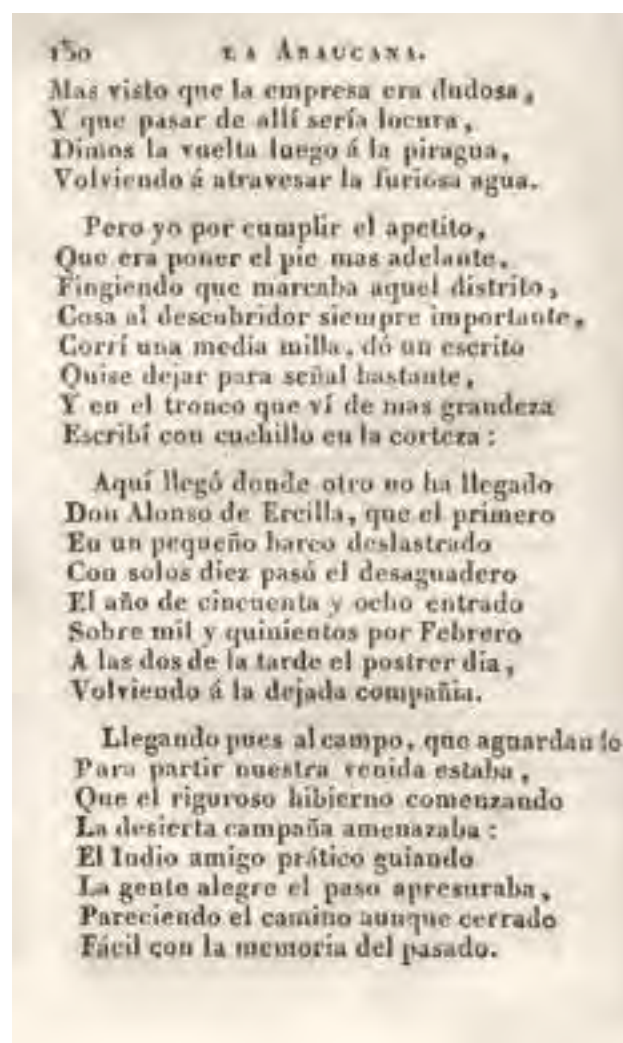 150 LA ARAUCANA.
Mas visto que la empresa era dudosa,
Y que pasar de allí sería locura,
Dimos la vuelta luego á la piragua,
Volviendo á atravesar la furiosa agua.
Pero yo por cumplir el apetito,
Que era poner el pie mas adelante,
Fingiendo que marcaba aquel distrito,
Cosa al descubridor siempre importante,
Corrí una media milla, dó un escrito
Quise dejar para señal bastante,
Y en el tronco que ví de mas grandeza
Escribí con cuchillo en la corteza:
Aquí llegó donde otro no ha llegado
Don Alonso de Ercilla, que el primero
En un pequeño barco deslastrado
Con solos diez pasó el desaguadero
El año de cincuenta y ocho entrado
Sobre mil y quinientos por Febrero
A las dos de la tarde el postrer dia,
Volviendo á la dejada compañia.
Llegando pues al campo, que aguardando
Para partir nuestra venida estaba,
Que el riguroso hibierno comenzando
La desierta campaña amenazaba:
El Indio amigo prático guiando
La gente alegre el paso apresuraba,
Pareciendo el camino aunque cerrado
Fácil con la memoria del pasado.